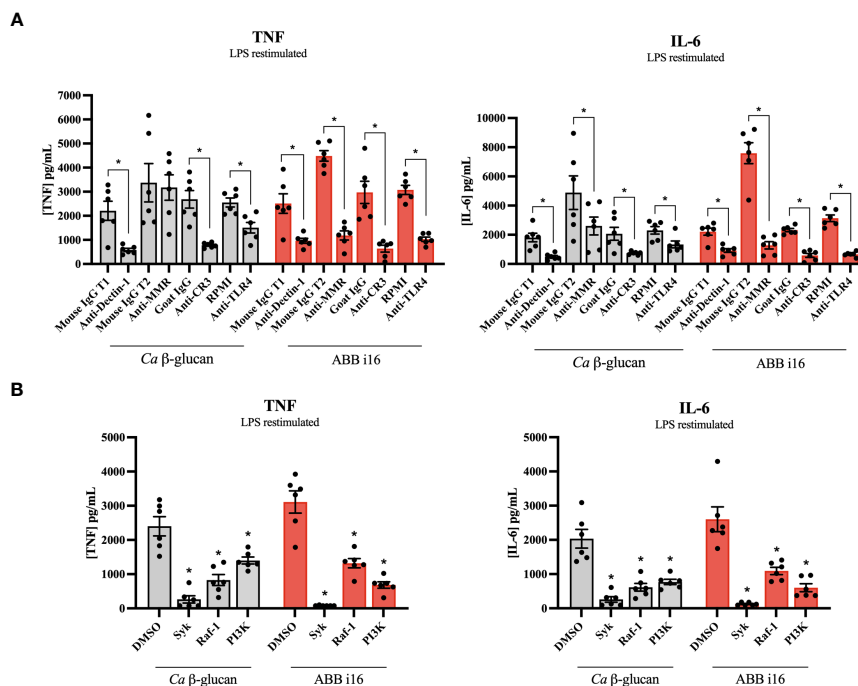 A
TNF
LPS restimulated
[TNF] pg/mL
7000
6000
5000
4000
3000
2000
1000
0
* * * * * * *
Mouse IgG T1
Anti-Dectin-1
Mouse IgG T2
Anti-MMR
Goat IgG
Anti-CR3
RPMI
Anti-TLR4
Mouse IgG T1
Anti-Dectin-1
Mouse IgG T2
Anti-MMR
Goat IgG
Anti-CR3
RPMI
Anti-TLR4
Ca β-glucan
ABB i16
IL-6
LPS restimulated
[IL-6] pg/mL
10000
8000
6000
4000
2000
0
* * * * * * * *
Mouse IgG T1
Anti-Dectin-1
Mouse IgG T2
Anti-MMR
Goat IgG
Anti-CR3
RPMI
Anti-TLR4
Mouse IgG T1
Anti-Dectin-1
Mouse IgG T2
Anti-MMR
Goat IgG
Anti-CR3
RPMI
Anti-TLR4
Ca β-glucan
ABB i16
B
TNF
LPS restimulated
[TNF] pg/mL
5000
4000
3000
2000
1000
0
* * * * * *
DMSO
Syk
Raf-1
PI3K
DMSO
Syk
Raf-1
PI3K
Ca β-glucan
ABB i16
IL-6
LPS restimulated
[IL-6] pg/mL
5000
4000
3000
2000
1000
0
* * * * * *
DMSO
Syk
Raf-1
PI3K
DMSO
Syk
Raf-1
PI3K
Ca β-glucan
ABB i16